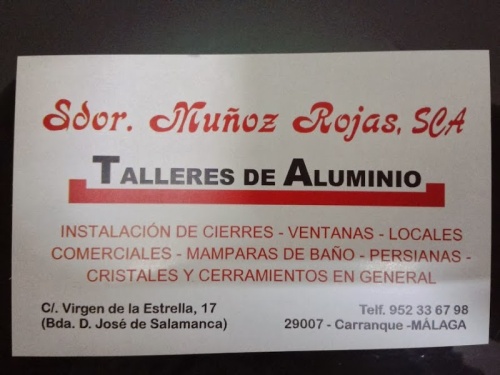 Sdor. Muñoz Rojas, SCA
TALLERES DE ALUMINIO
INSTALACIÓN DE CIERRES - VENTANAS - LOCALES
COMERCIALES - MAMPARAS DE BAÑO - PERSIANAS -
CRISTALES Y CERRAMIENTOS EN GENERAL
C/. Virgen de la Estrella, 17
(Bda. D. José de Salamanca)
Telf. 952 33 67 98
29007 - Carranque -MÀLAGA